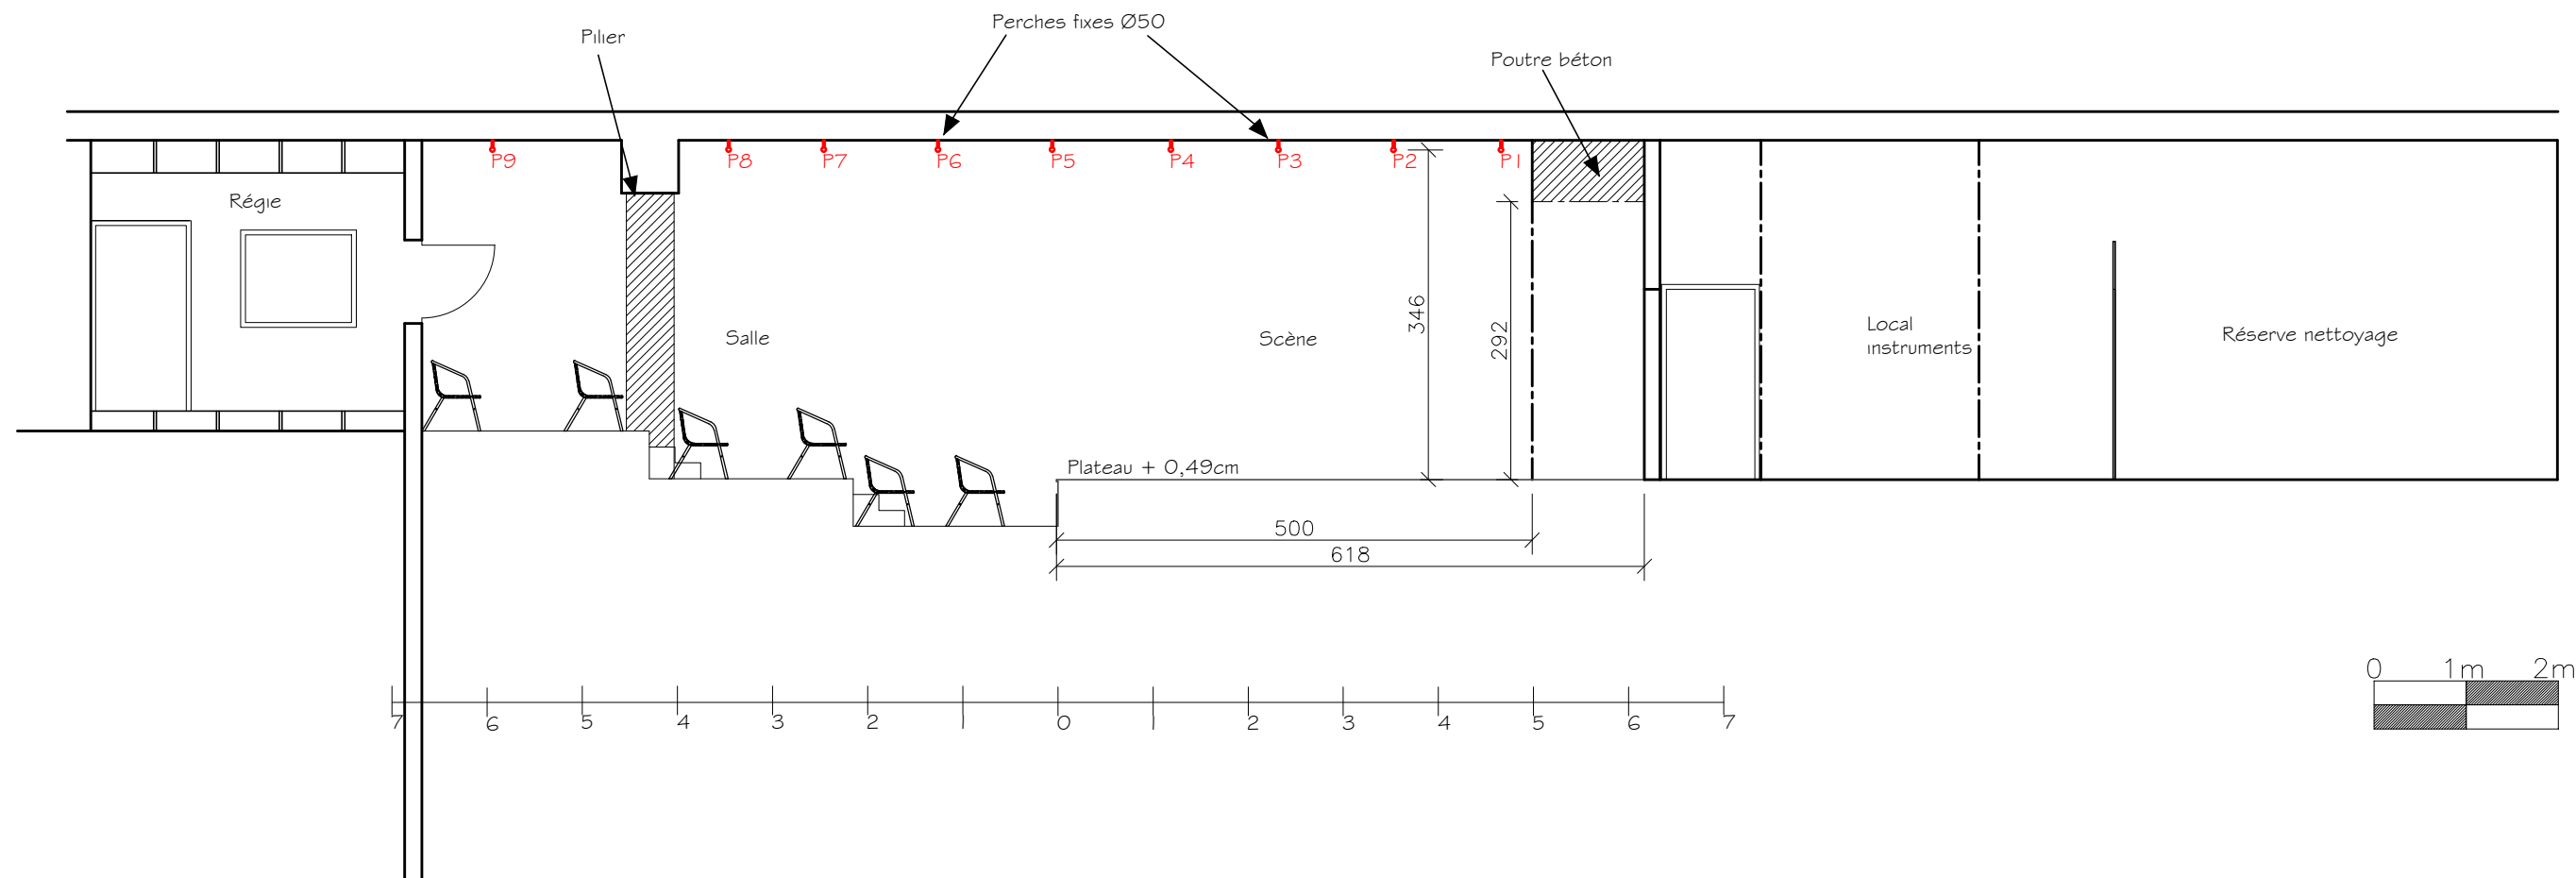 Perches fixes Ø50
Pilier
Poutre béton
P9
P8
P7
P6
P5
P4
P3
P2
P1
Régie
Salle
Scène
346
292
Local
instruments
Réserve nettoyage
Plateau + 0,49cm
500
618
0 1m 2m
7 6 5 4 3 2 1 0 1 2 3 4 5 6 7